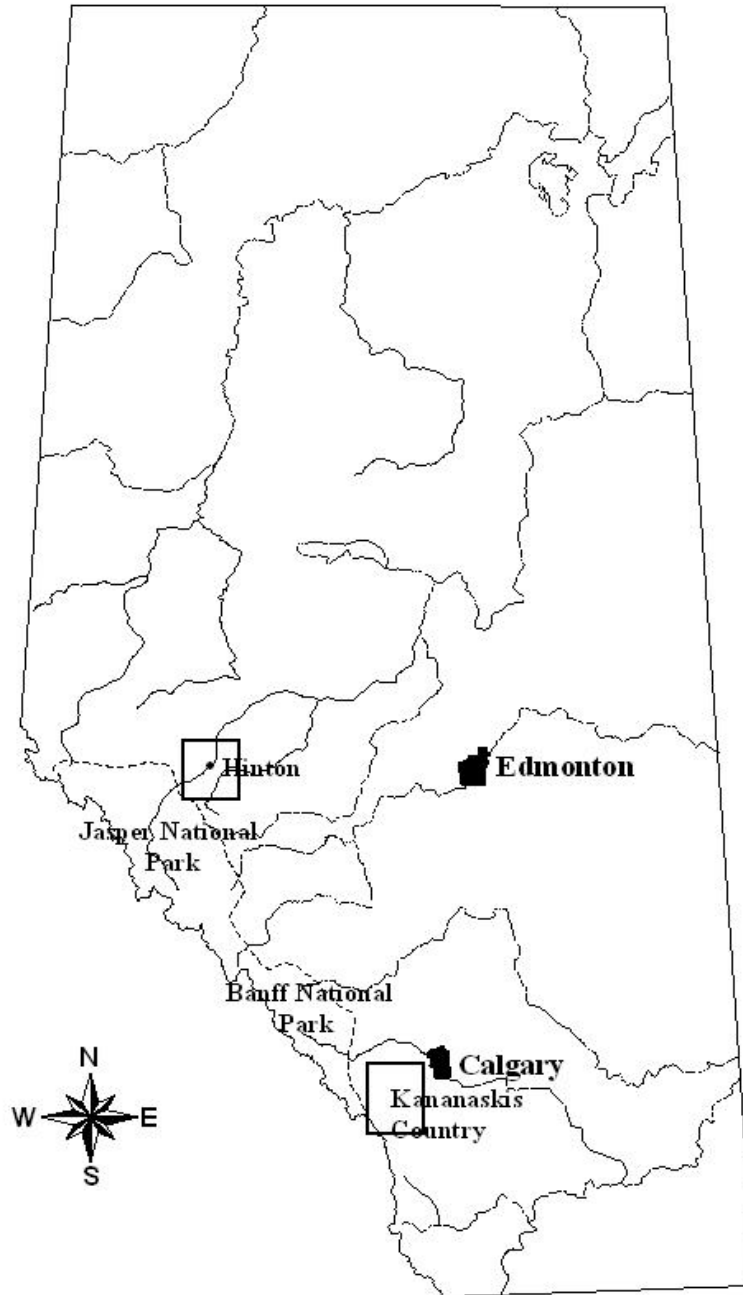 Hinton
Edmonton
Jasper National
Park
Banff National
Park
Calgary
Kananaskis
Country
N
W E
S